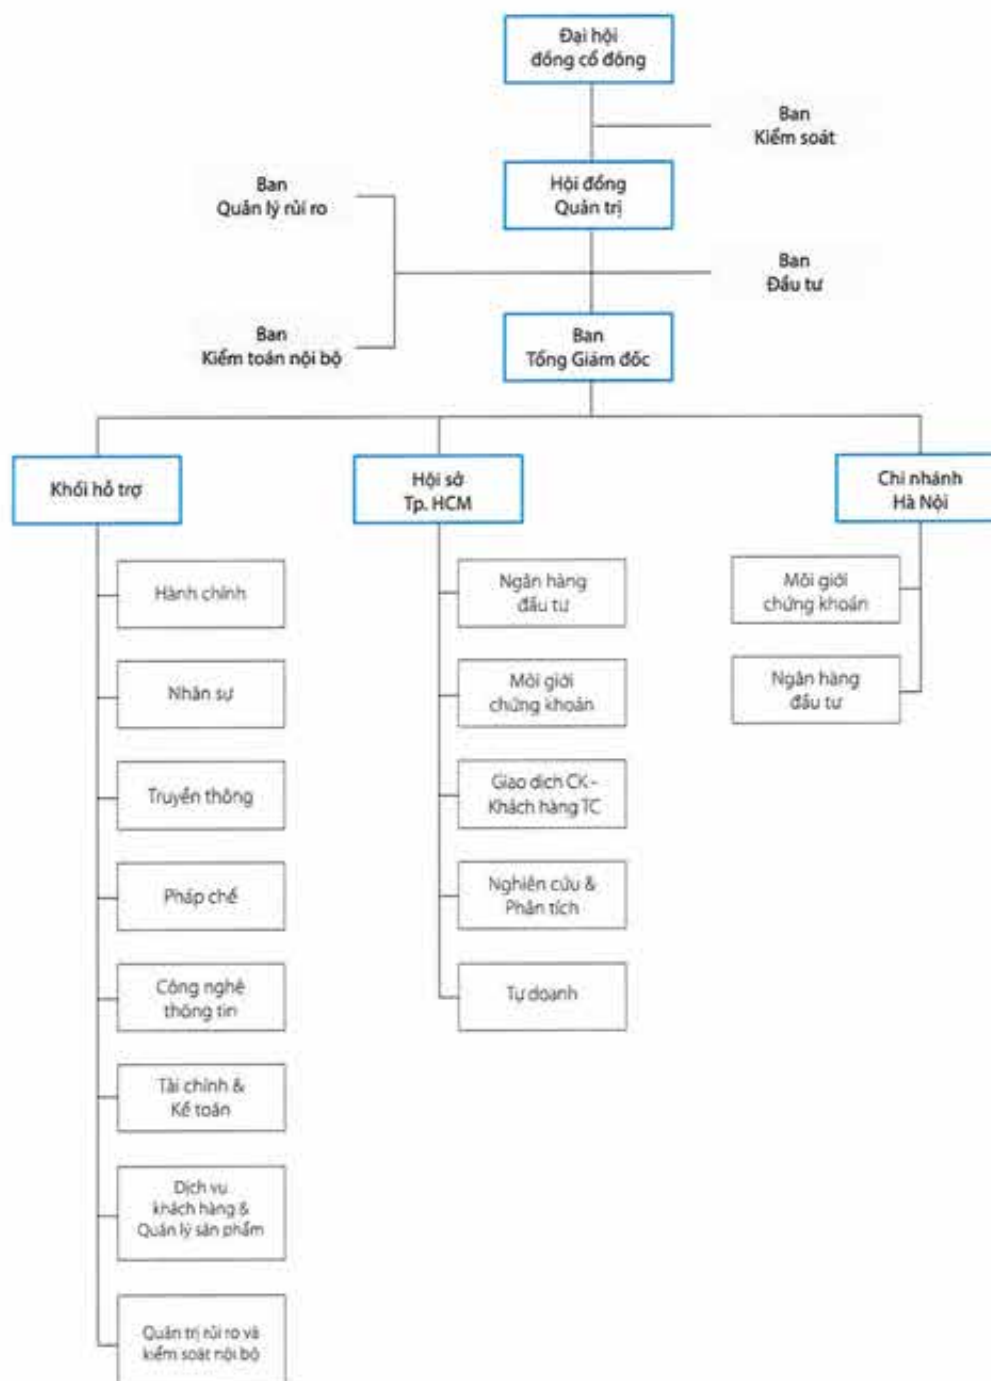 Đại hội
đồng cổ đông
Ban
Kiểm soát
Hội đồng
Quản trị
Ban
Quản lý rủi ro
Ban
Đầu tư
Ban
Kiểm toán nội bộ
Ban
Tổng Giám đốc
Khối hỗ trợ
Hội sở
Tp. HCM
Chi nhánh
Hà Nội
Hành chính
Nhân sự
Truyền thông
Pháp chế
Công nghệ
thông tin
Tài chính &
Kế toán
Dịch vụ
khách hàng &
Quản lý sản phẩm
Quản trị rủi ro và
kiểm soát nội bộ
Ngân hàng
đầu tư
Môi giới
chứng khoán
Giao dịch CK -
Khách hàng TC
Nghiên cứu &
Phân tích
Tự doanh
Môi giới
chứng khoán
Ngân hàng
đầu tư